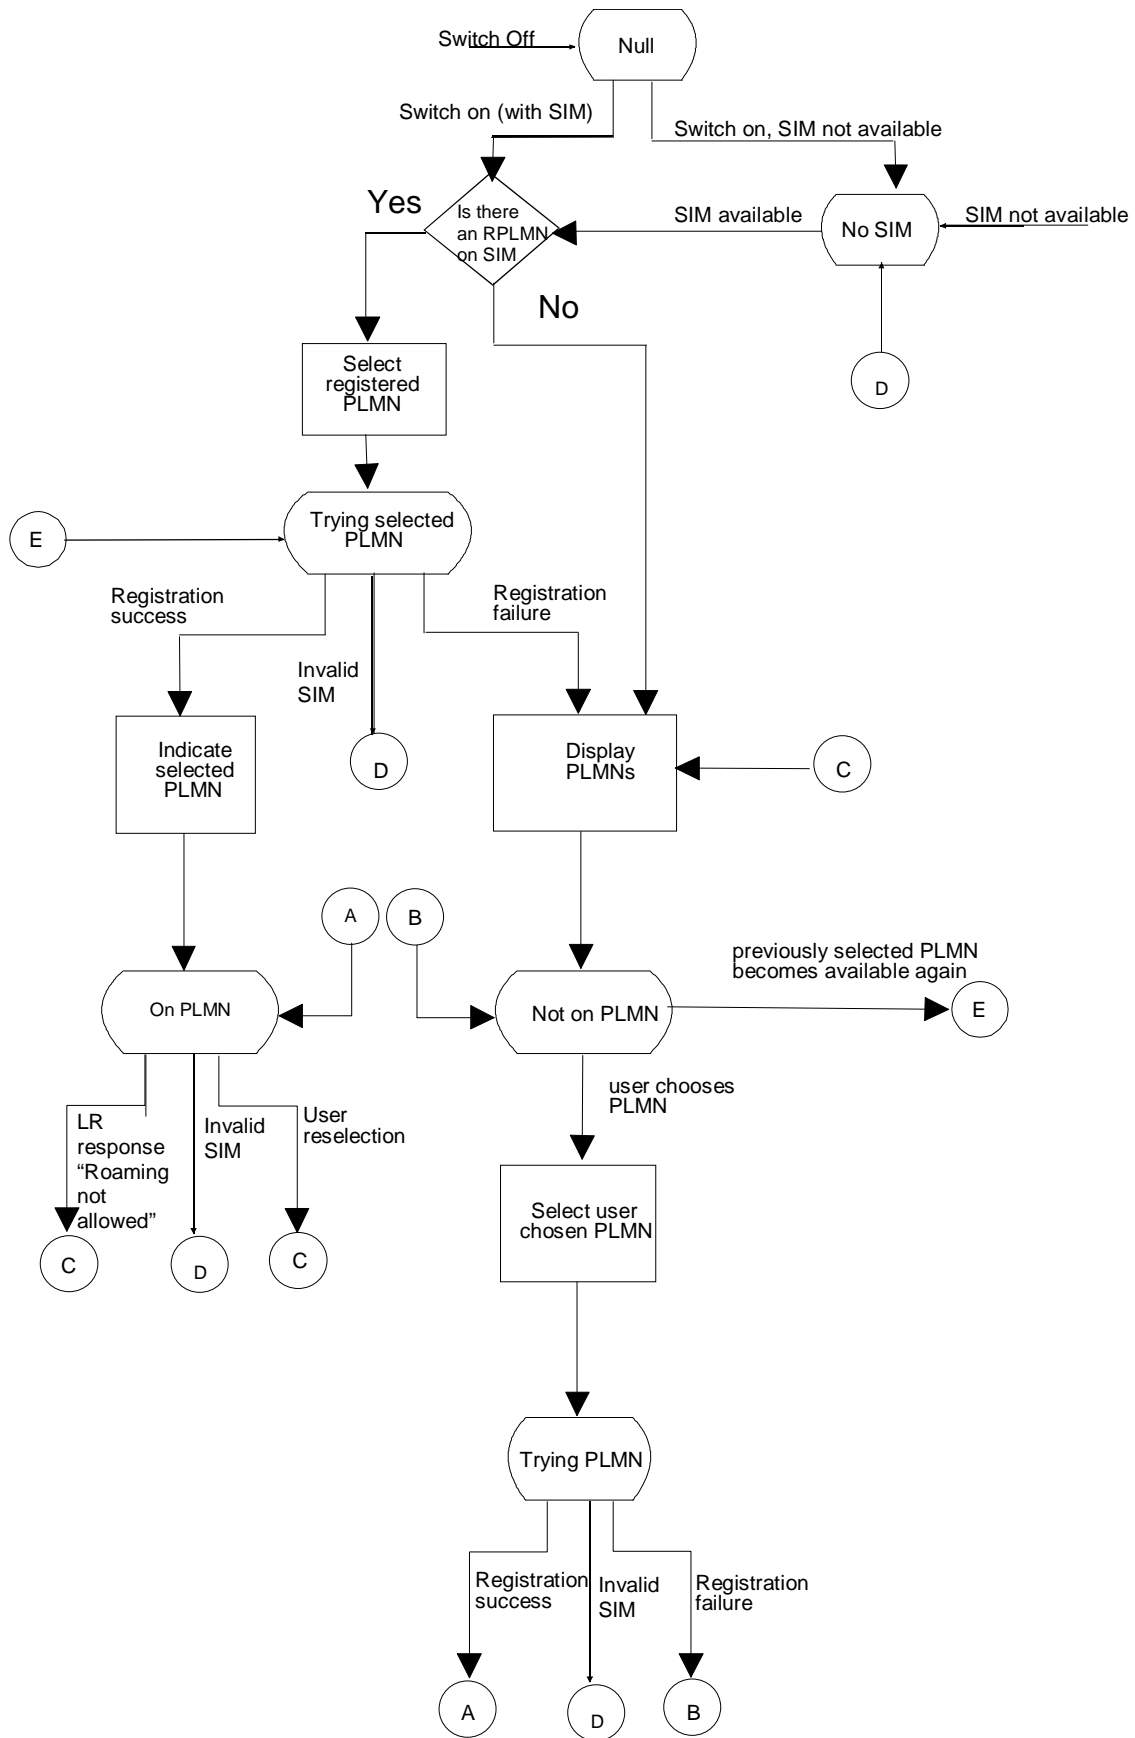 Switch Off
Null
Switch on (with SIM)
Switch on, SIM not available
Yes
Is there
an RPLMN
on SIM
SIM available
No SIM
SIM not available
No
Select
registered
PLMN
D
Trying selected
PLMN
E
Registration
success
Registration
failure
Invalid
SIM
Indicate
selected
PLMN
D
Display
PLMNs
C
A
B
previously selected PLMN
becomes available again
On PLMN
Not on PLMN
E
user chooses
PLMN
LR
response
“Roaming
not
allowed”
Invalid
SIM
User
reselection
Select user
chosen PLMN
C
D
C
Trying PLMN
Registration
success
Invalid
SIM
Registration
failure
A
D
B